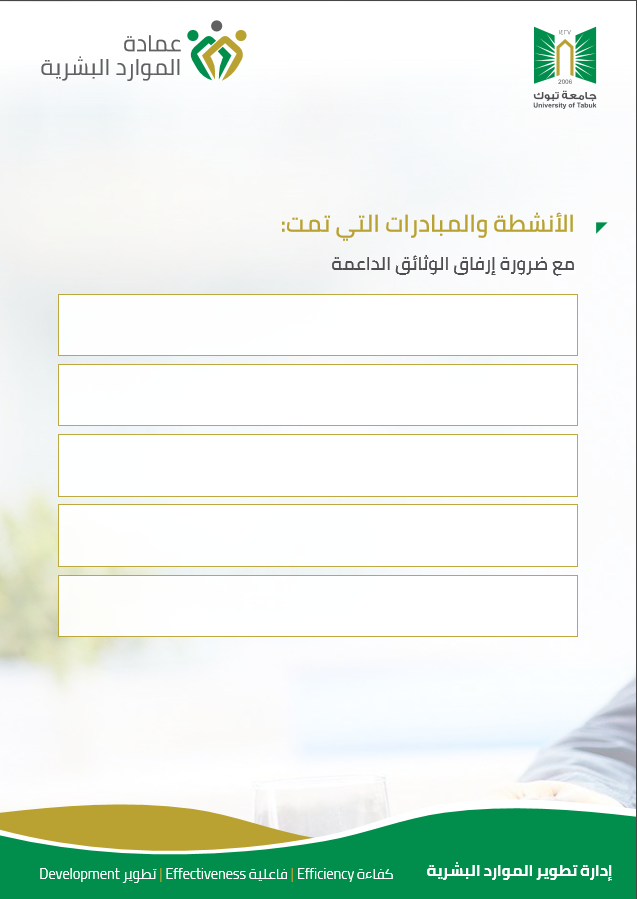 عمادة
الموارد البشرية
١٤٢٧
2006
جامعة تبوك
University of Tabuk
الأنشطة والمبادرات التي تمت:
مع ضرورة إرفاق الوثائق الداعمة
إدارة تطوير الموارد البشرية
كفاءة Efficiency | فاعلية Effectiveness | تطوير Development